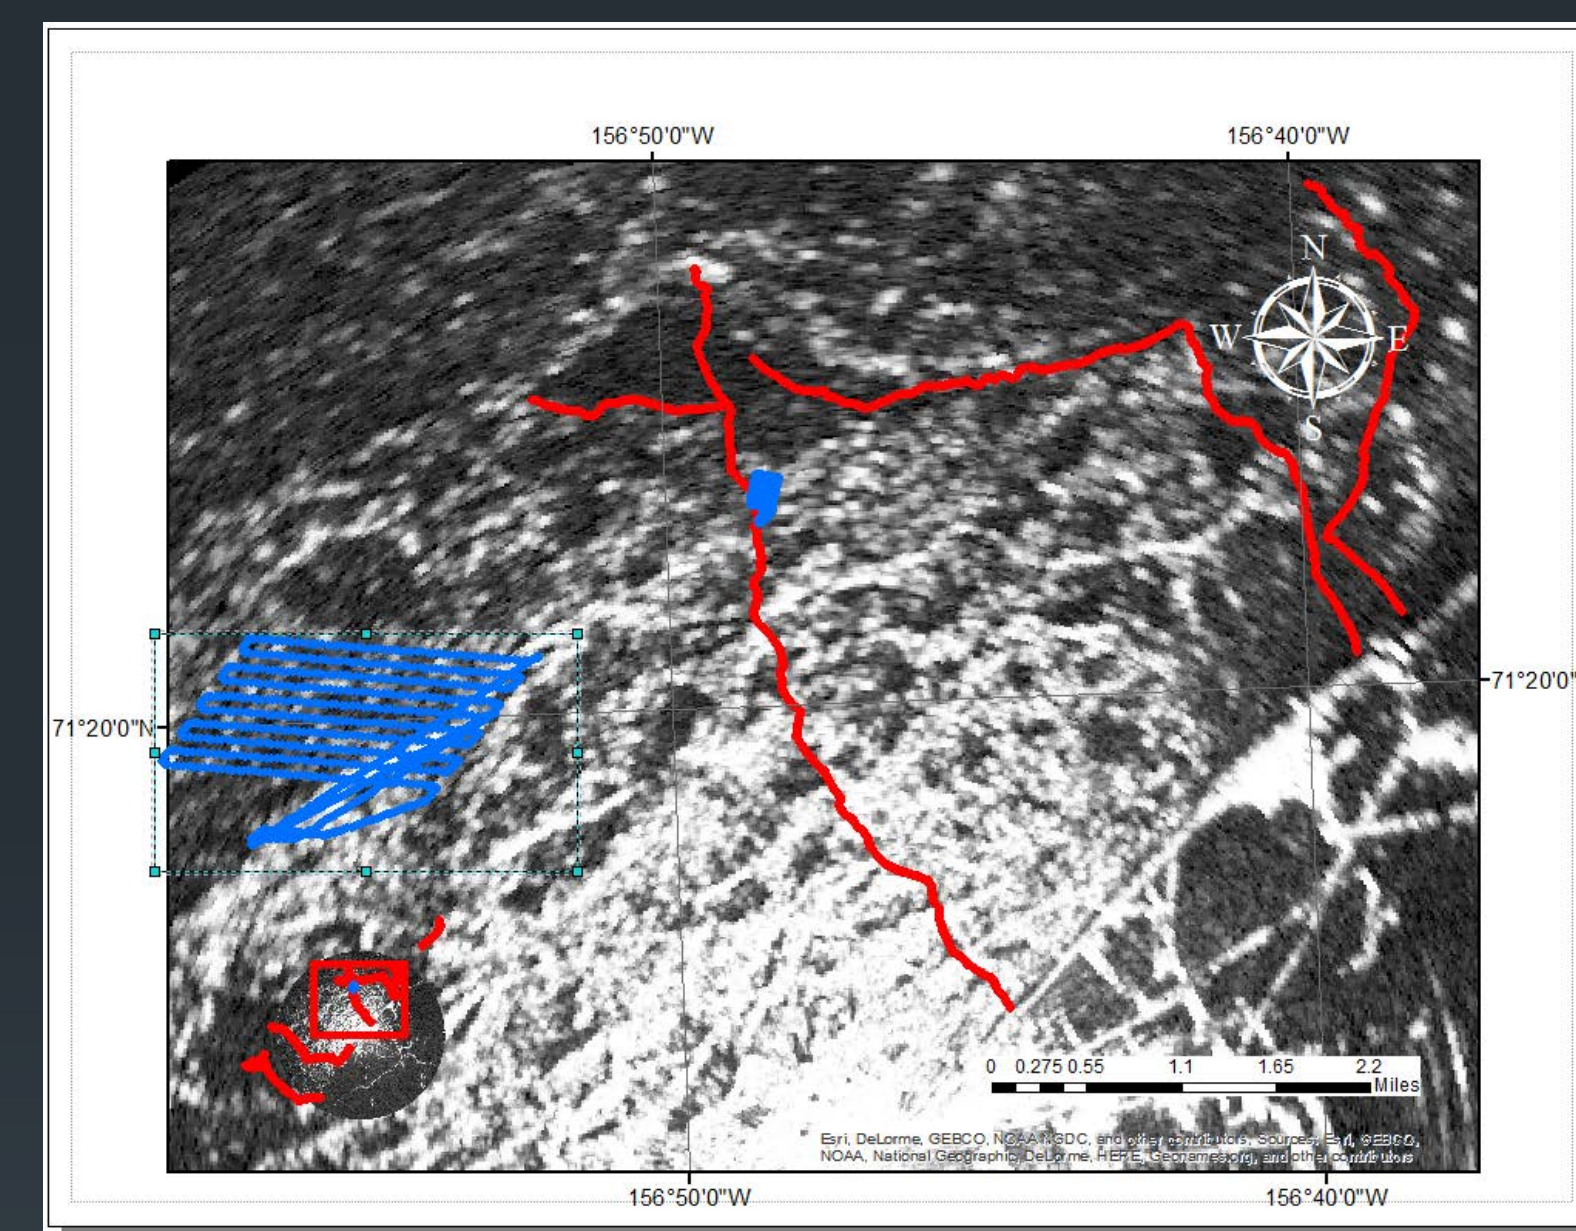 156°50'0"W 156°40'0"W
N
W E
S
71°20'0"
71°20'0"N
0 0.275 0.55 1.1 1.65 2.2
Miles
Esri, DeLorme, GEBCO, NOAA NGDC, and other contributors, Sources: Esri, GEBCO,
NOAA, National Geographic, DeLorme, HERE, Geonames.org, and other contributors
156°50'0"W 156°40'0"W